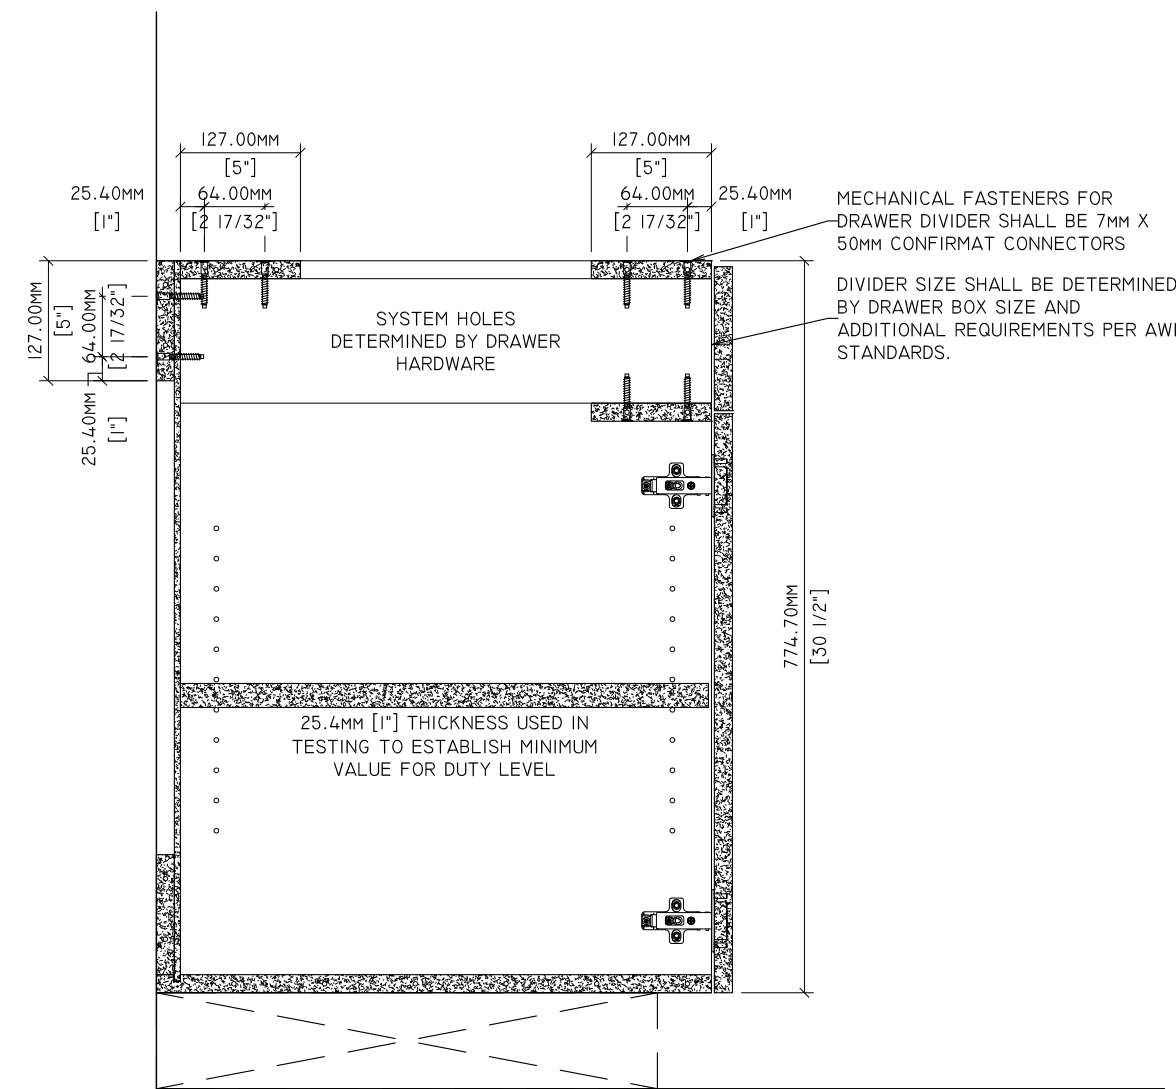 127.00MM
[5"]
127.00MM
[5"]
25.40MM
[1"]
64.00MM
[2 17/32"]
64.00MM
[2 17/32"]
25.40MM
[1"]
MECHANICAL FASTENERS FOR
DRAWER DIVIDER SHALL BE 7MM X
50MM CONFIRMAT CONNECTORS
DIVIDER SIZE SHALL BE DETERMINED
BY DRAWER BOX SIZE AND
ADDITIONAL REQUIREMENTS PER AWI
STANDARDS.
127.00MM
[5"]
64.00MM
[2 17/32"]
25.40MM
[1"]
SYSTEM HOLES
DETERMINED BY DRAWER
HARDWARE
774.70MM
[30 1/2"]
25.4MM [1"] THICKNESS USED IN
TESTING TO ESTABLISH MINIMUM
VALUE FOR DUTY LEVEL